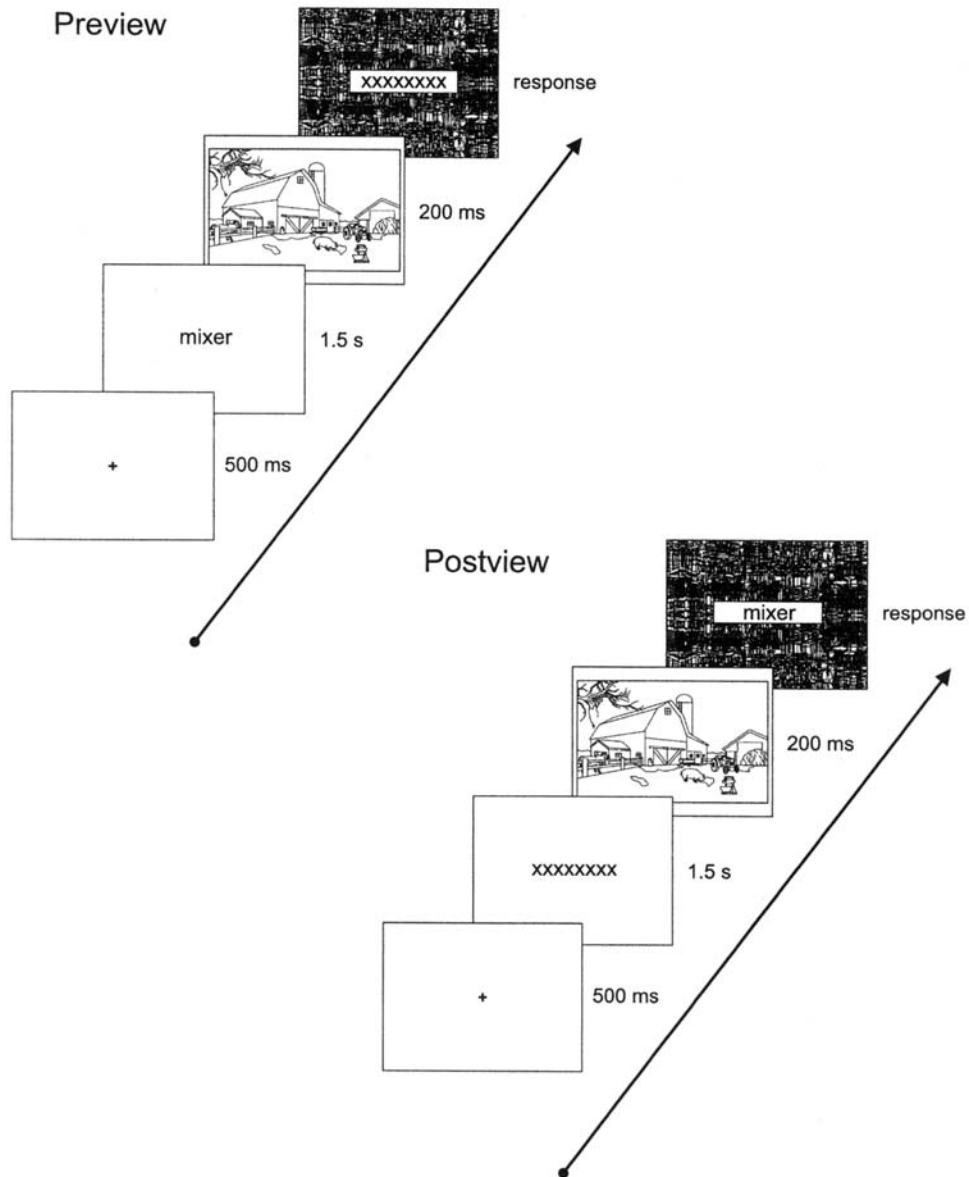 Preview
xxxxxxxx
response
200 ms
mixer
1.5 s
+
500 ms
Postview
mixer
response
200 ms
xxxxxxxx
1.5 s
+
500 ms